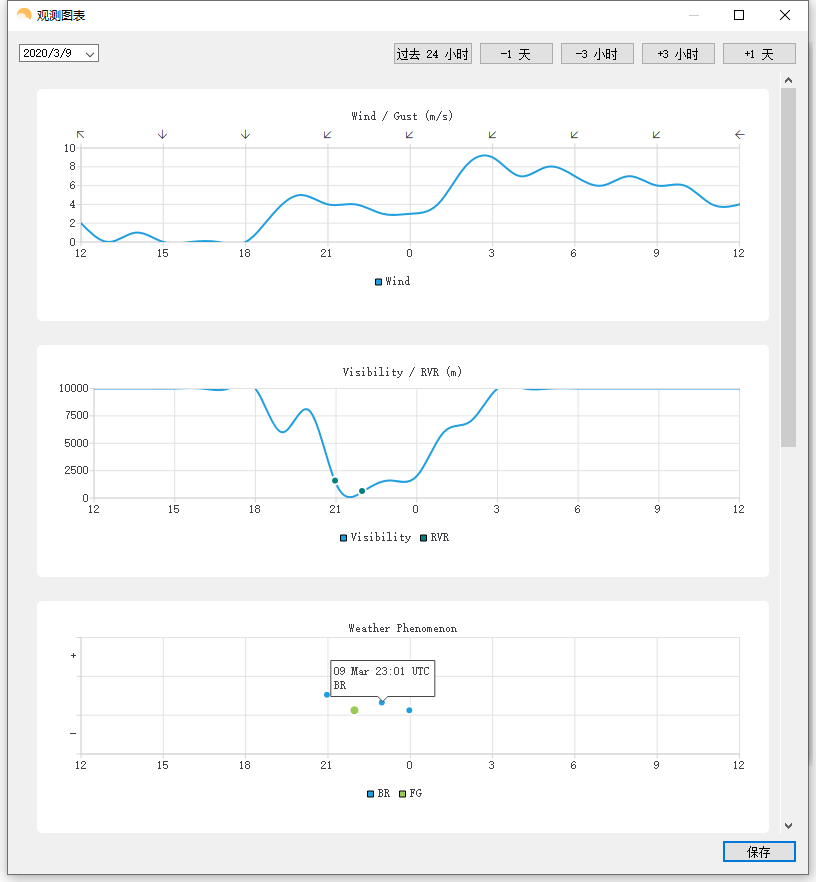 观测图表
2020/3/9
过去 24 小时
-1 天
-3 小时
+3 小时
+1 天
Wind / Gust (m/s)
10
8
6
4
2
0
12 15 18 21 0 3 6 9 12
Wind
Visibility / RVR (m)
10000
7500
5000
2500
0
12 15 18 21 0 3 6 9 12
Visibility RVR
Weather Phenomenon
+
09 Mar 23:01 UTC
BR
-
12 15 18 21 0 3 6 9 12
BR FG
保存